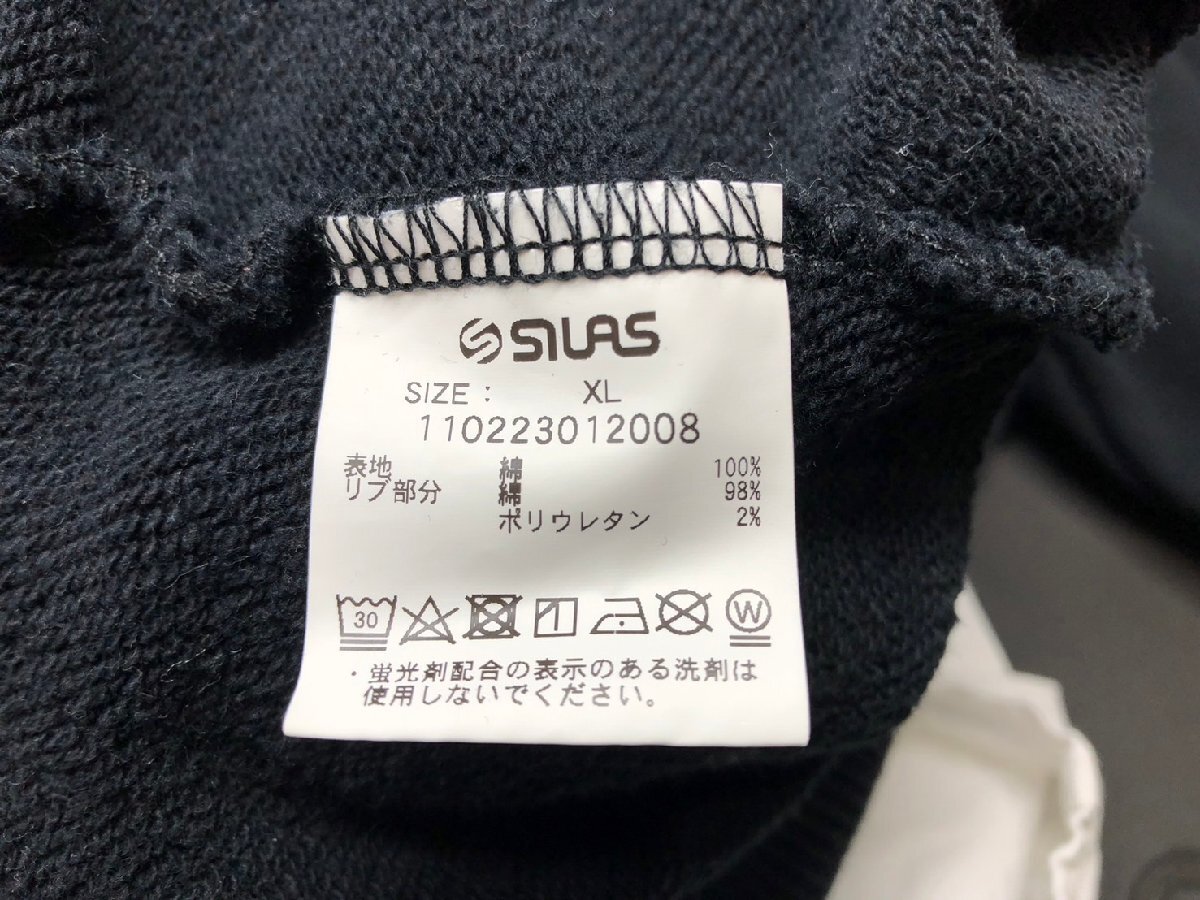 SILAS
SIZE : XL
110223012008
表地 綿 100%
リブ部分 綿 98%
ポリウレタン 2%
30 W
・蛍光剤配合の表示のある洗剤は
使用しないでください。